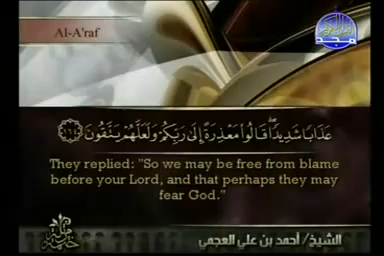 Al-A'raf
مجد
عَذَابًا شَدِيدًا ۖ قَالُوا مَعْذِرَةً إِلَىٰ رَبِّكُمْ وَلَعَلَّهُمْ يَتَّقُونَ ١٦٤
They replied: "So we may be free from blame
before your Lord, and that perhaps they may
fear God."
الشيخ/ أحمد بن علي العجمي